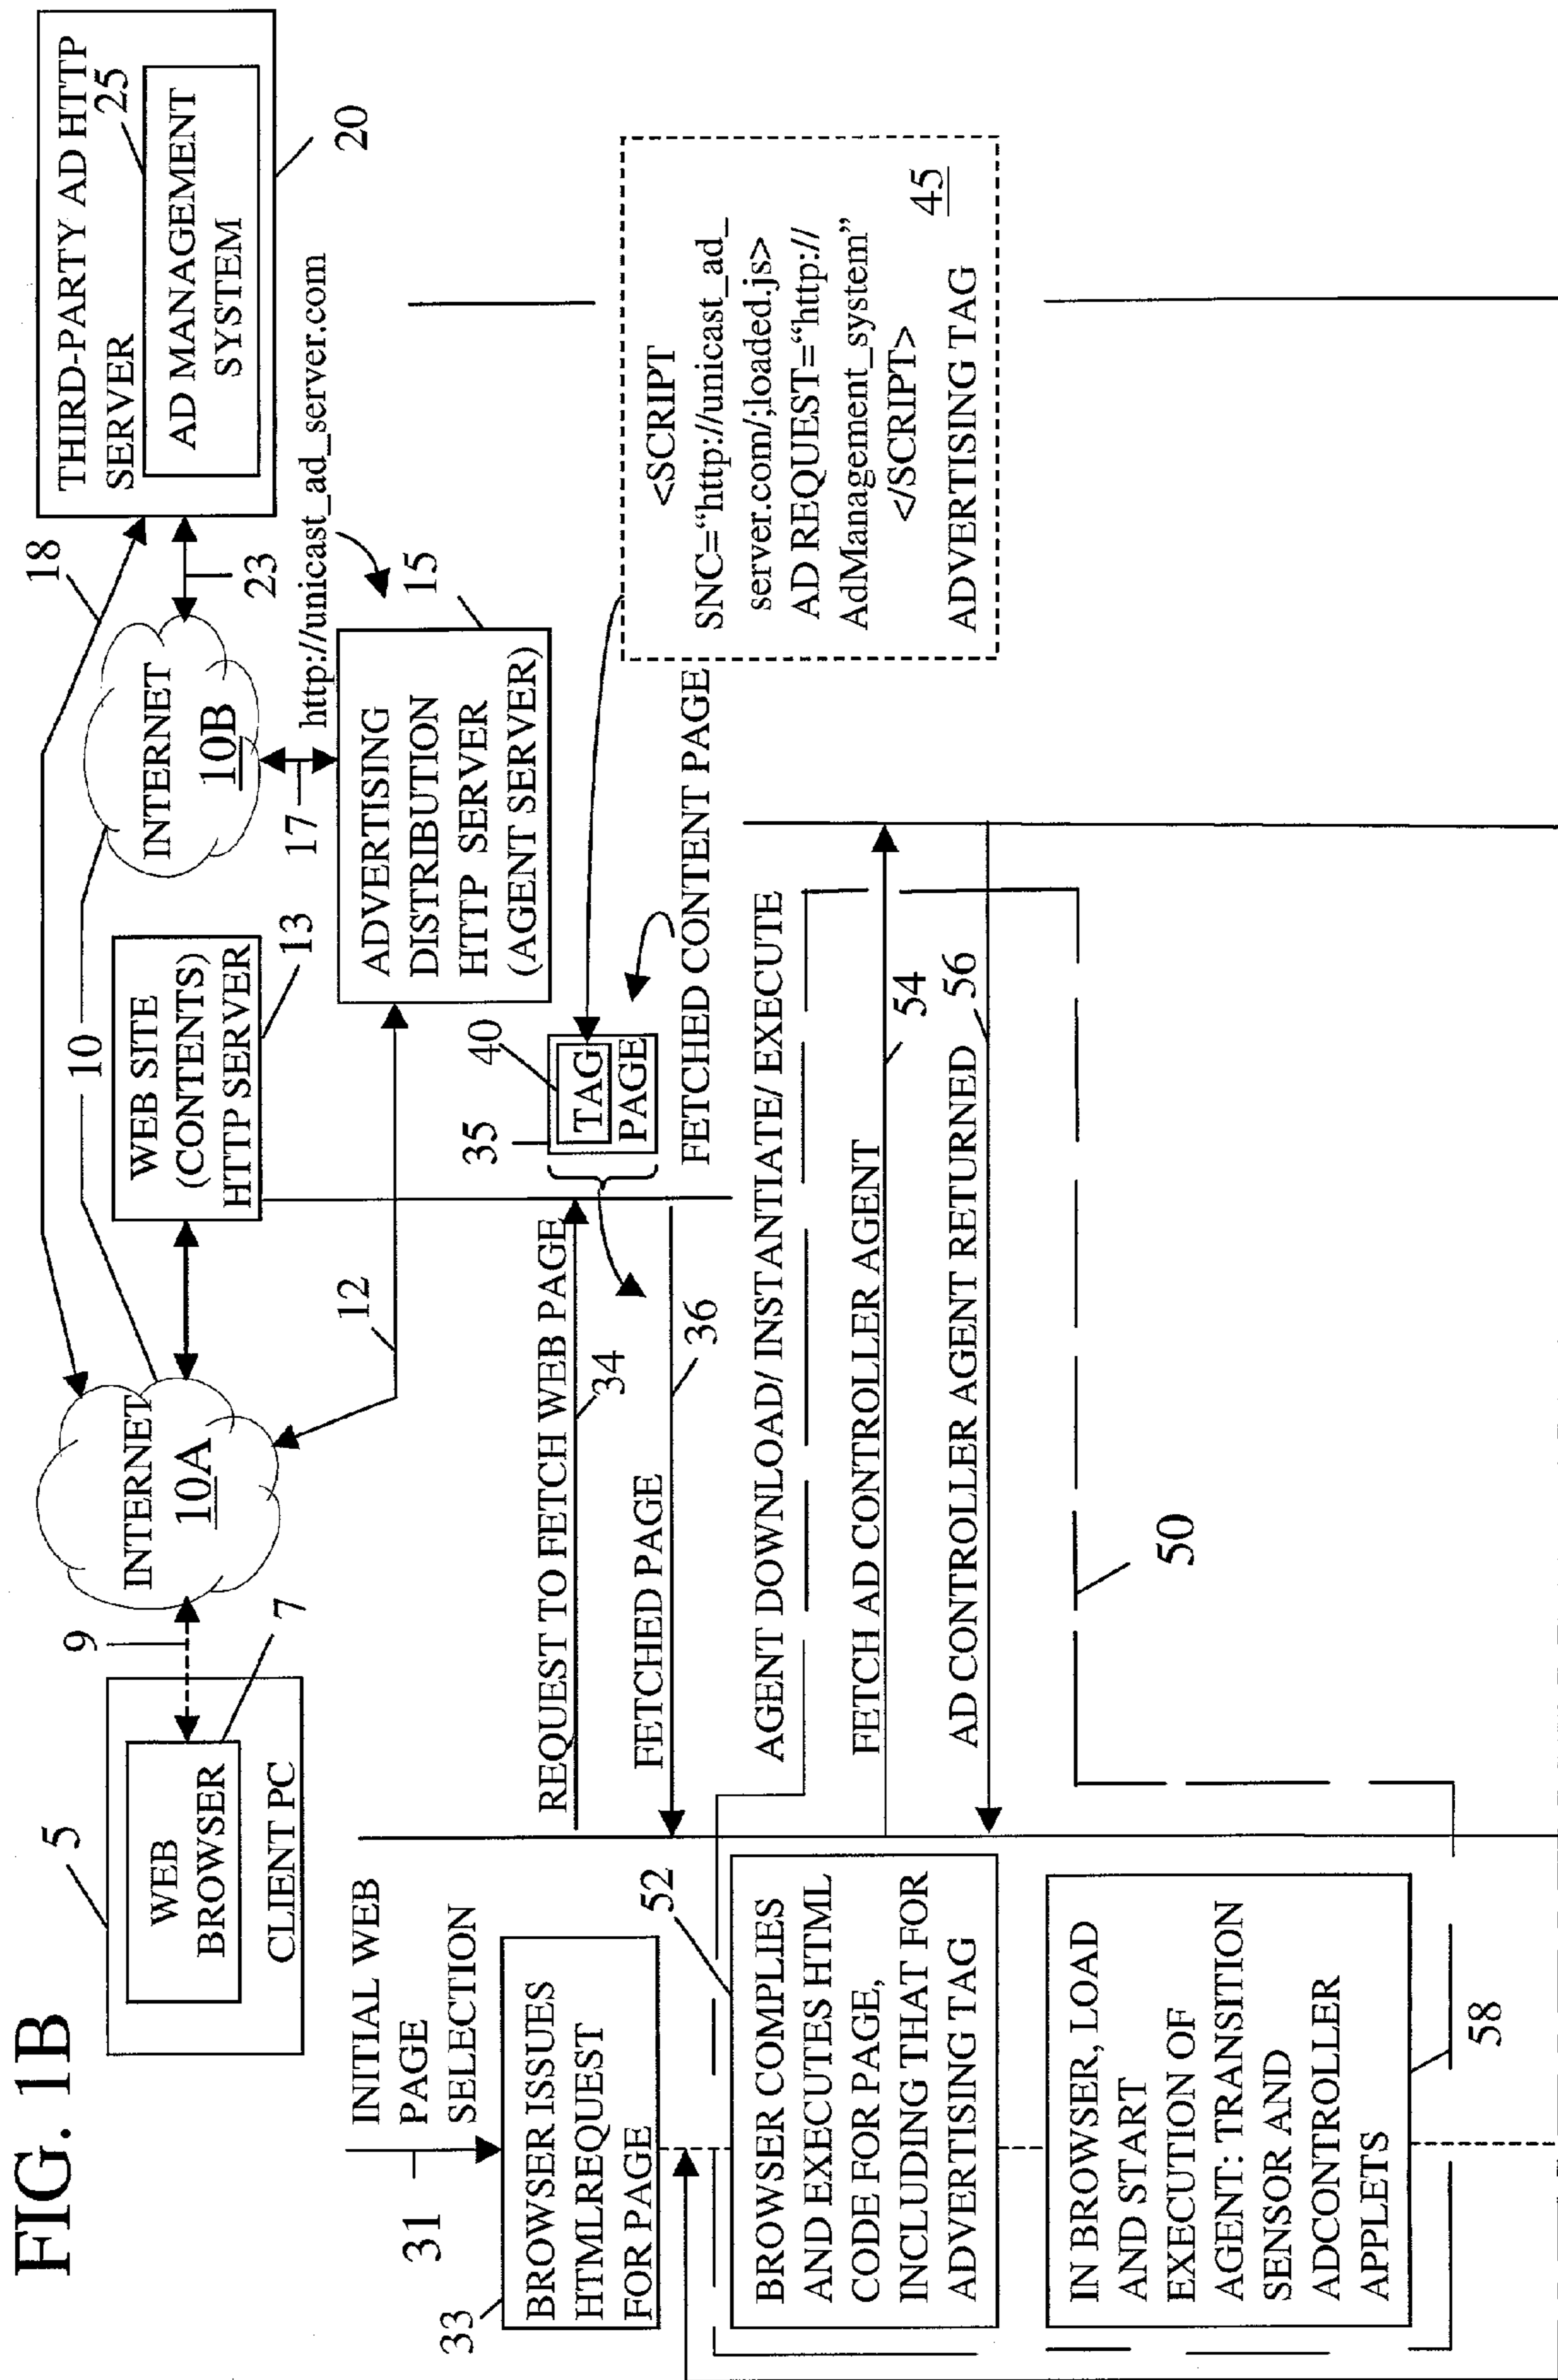 FIG. 1B
5
WEB
BROWSER
CLIENT PC
9
7
INTERNET
10A
10
WEB SITE
(CONTENTS)
HTTP SERVER
13
12
INTERNET
10B
18
23
17
http://unicast_ad_server.com
THIRD-PARTY AD HTTP
SERVER
25
AD MANAGEMENT
SYSTEM
20
ADVERTISING
DISTRIBUTION
HTTP SERVER
(AGENT SERVER)
15
INITIAL WEB
PAGE
SELECTION
31
33
BROWSER ISSUES
HTMLREQUEST
FOR PAGE
REQUEST TO FETCH WEB PAGE
34
FETCHED PAGE
36
35
40
TAG
PAGE
FETCHED CONTENT PAGE
<SCRIPT
SNC=“http://unicast_ad_
server.com/;loaded.js>
AD REQUEST=“http://
AdManagement_system”
</SCRIPT>
45
ADVERTISING TAG
AGENT DOWNLOAD/ INSTANTIATE/ EXECUTE
52
BROWSER COMPLIES
AND EXECUTES HTML
CODE FOR PAGE,
INCLUDING THAT FOR
ADVERTISING TAG
FETCH AD CONTROLLER AGENT
54
AD CONTROLLER AGENT RETURNED
56
50
IN BROWSER, LOAD
AND START
EXECUTION OF
AGENT: TRANSITION
SENSOR AND
ADCONTROLLER
APPLETS
58